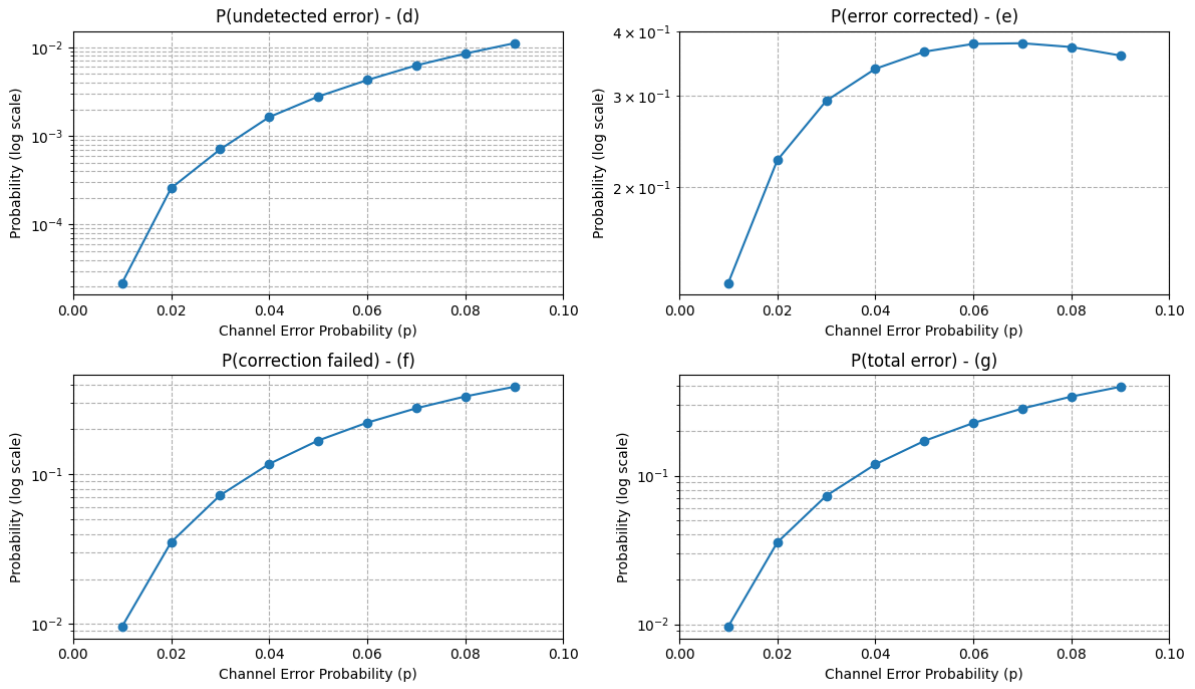 P(undetected error) - (d)
Probability (log scale)
10⁻²
10⁻³
10⁻⁴
0.00 0.02 0.04 0.06 0.08 0.10
Channel Error Probability (p)
P(error corrected) - (e)
Probability (log scale)
4 × 10⁻¹
3 × 10⁻¹
2 × 10⁻¹
0.00 0.02 0.04 0.06 0.08 0.10
Channel Error Probability (p)
P(correction failed) - (f)
Probability (log scale)
10⁻¹
10⁻²
0.00 0.02 0.04 0.06 0.08 0.10
Channel Error Probability (p)
P(total error) - (g)
Probability (log scale)
10⁻¹
10⁻²
0.00 0.02 0.04 0.06 0.08 0.10
Channel Error Probability (p)